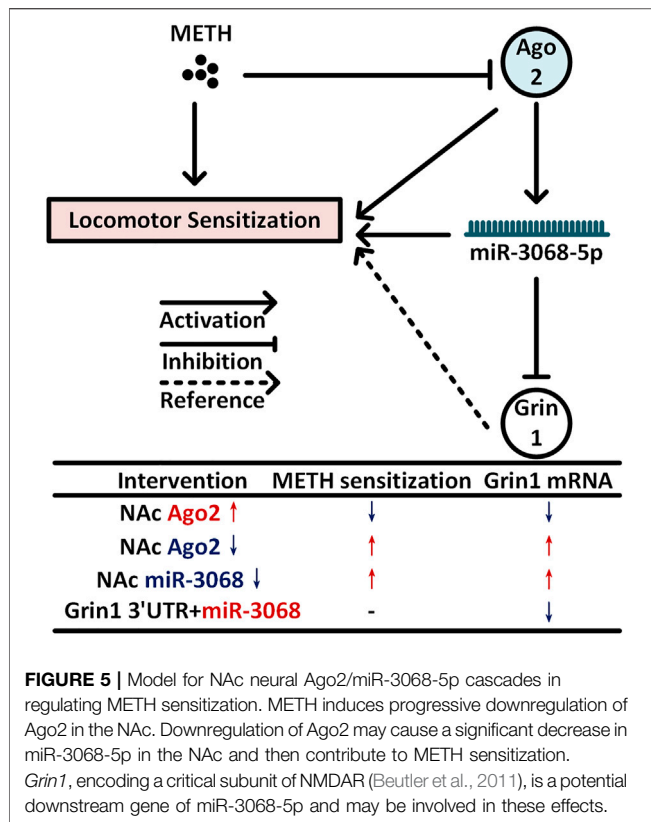 METH
Ago
2
Locomotor Sensitization
miR-3068-5p
Activation
Inhibition
Reference
Grin
1
Intervention METH sensitization Grin1 mRNA
NAc Ago2 ↑ ↓ ↓
NAc Ago2 ↓ ↑ ↑
NAc miR-3068 ↓ ↑ ↑
Grin1 3'UTR+miR-3068 - ↓
FIGURE 5 | Model for NAc neural Ago2/miR-3068-5p cascades in
regulating METH sensitization. METH induces progressive downregulation of
Ago2 in the NAc. Downregulation of Ago2 may cause a significant decrease in
miR-3068-5p in the NAc and then contribute to METH sensitization.
Grin1, encoding a critical subunit of NMDAR (Beutler et al., 2011), is a potential
downstream gene of miR-3068-5p and may be involved in these effects.